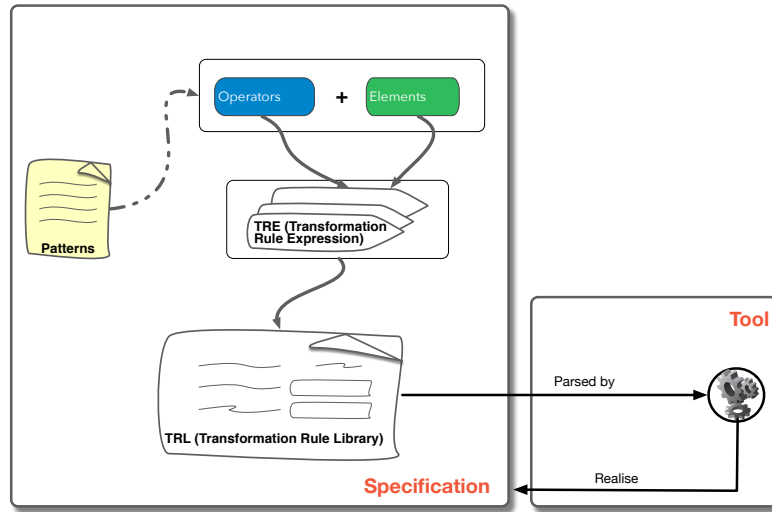 Operators + Elements
Patterns
TRE (Transformation
Rule Expression)
Tool
Parsed by
TRL (Transformation Rule Library)
Realise
Specification